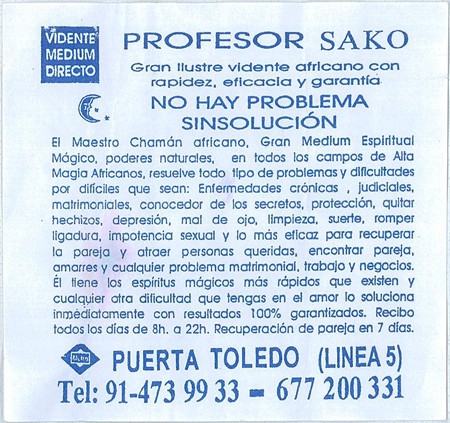 VIDENTE
MEDIUM
DIRECTO
PROFESOR SAKO
Gran Ilustre vidente africano con
rapidez, eficacia y garantía
NO HAY PROBLEMA
SINSOLUCIÓN
El Maestro Chamán africano, Gran Medium Espiritual
Mágico, poderes naturales, en todos los campos de Alta
Magia Africanos, resuelve todo tipo de problemas y dificultades
por difíciles que sean: Enfermedades crónicas , judiciales,
matrimoniales, conocedor de los secretos, protección, quitar
hechizos, depresión, mal de ojo, limpieza, suerte, romper
ligadura, impotencia sexual y lo más eficaz para recuperar
la pareja y atraer personas queridas, encontrar pareja,
amarres y cualquier problema matrimonial, trabajo y negocios.
Él tiene los espíritus mágicos más rápidos que existen y
cualquier otra dificultad que tengas en el amor lo soluciona
inmediatamente con resultados 100% garantizados. Recibo
todos los días de 8h. a 22h. Recuperación de pareja en 7 días.
PUERTA TOLEDO (LINEA 5)
Tel: 91-473 99 33 - 677 200 331